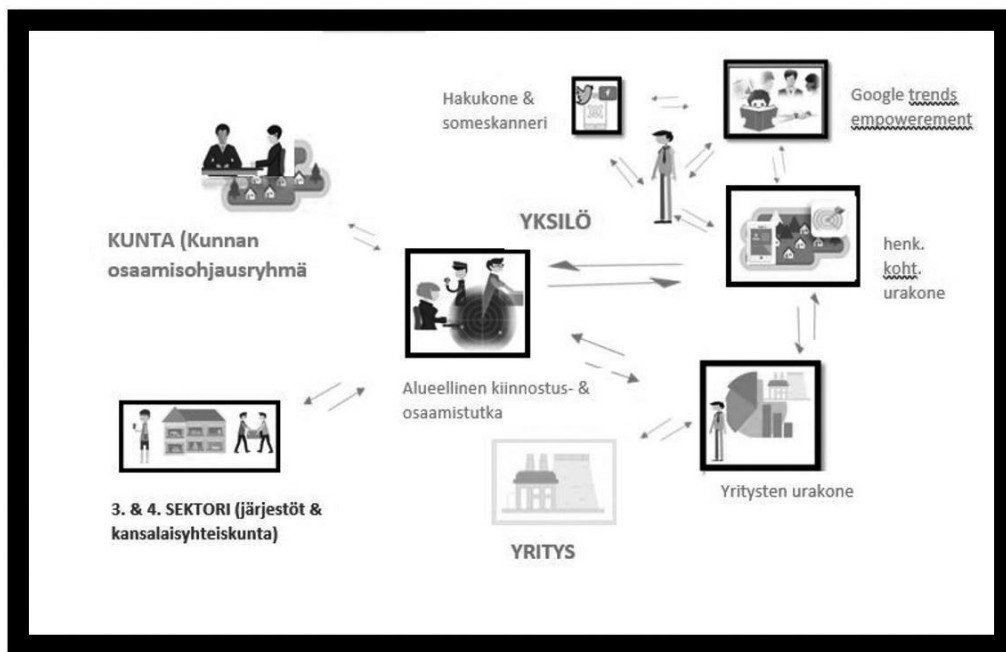 Hakukone &
someskanneri
Google trends
empowerement
KUNTA (Kunnan
osaamisohjausryhmä
YKSILÖ
henk.
koht.
urakone
Alueellinen kiinnostus- &
osaamistutka
Yritysten urakone
3. & 4. SEKTORI (järjestöt &
kansalaisyhteiskunta)
YRITYS